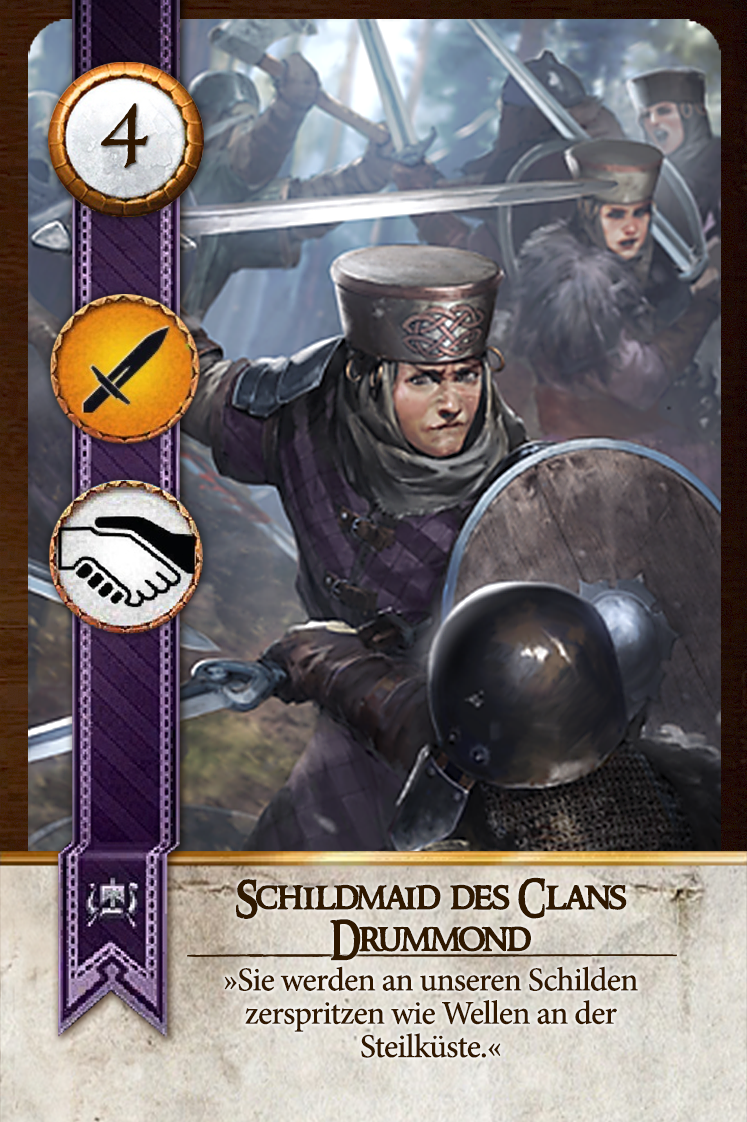 4
Schildmaid des Clans
Drummond
»Sie werden an unseren Schilden
zerspritzen wie Wellen an der
Steilküste.«